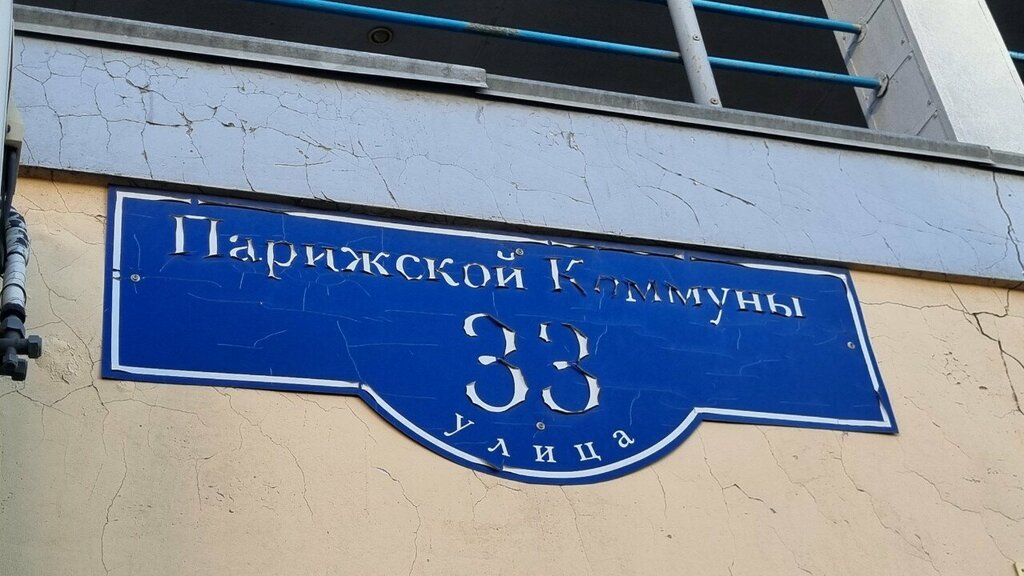 Парижской Коммуны
33
улица